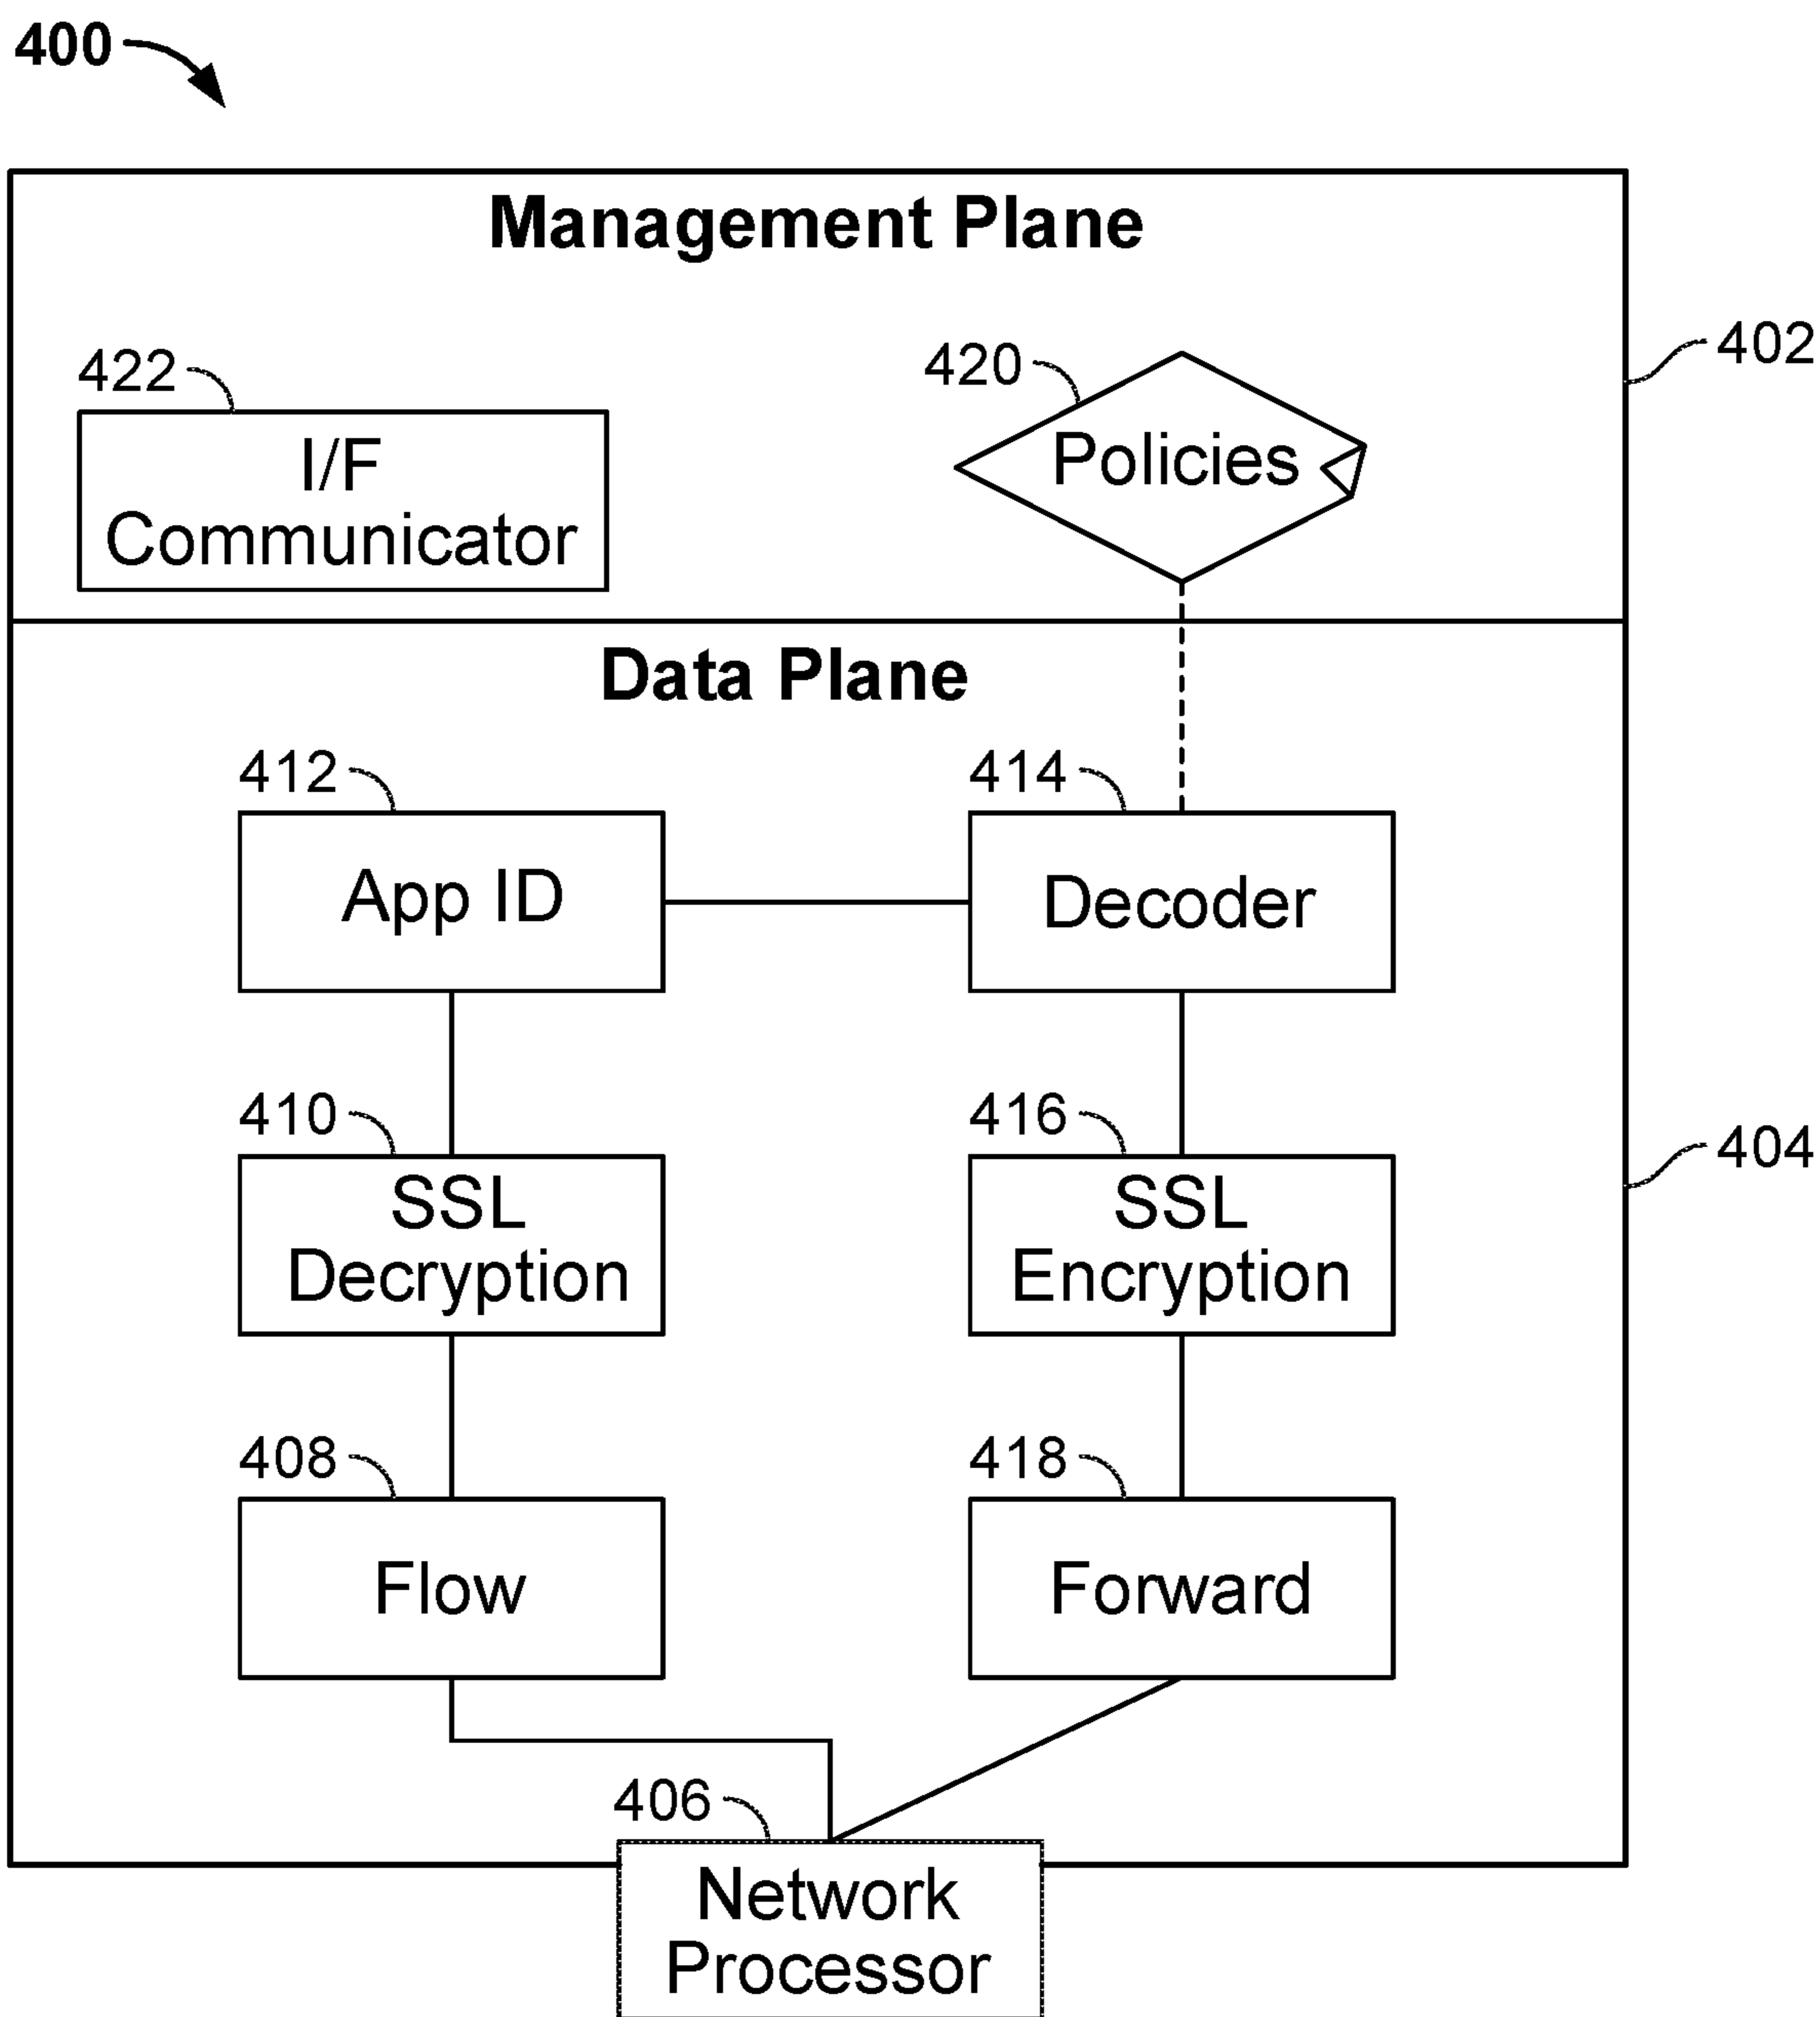 400
Management Plane
402
422
420
I/F
Communicator
Policies
Data Plane
412
414
App ID
Decoder
410
416
404
SSL
Decryption
SSL
Encryption
408
418
Flow
Forward
406
Network
Processor